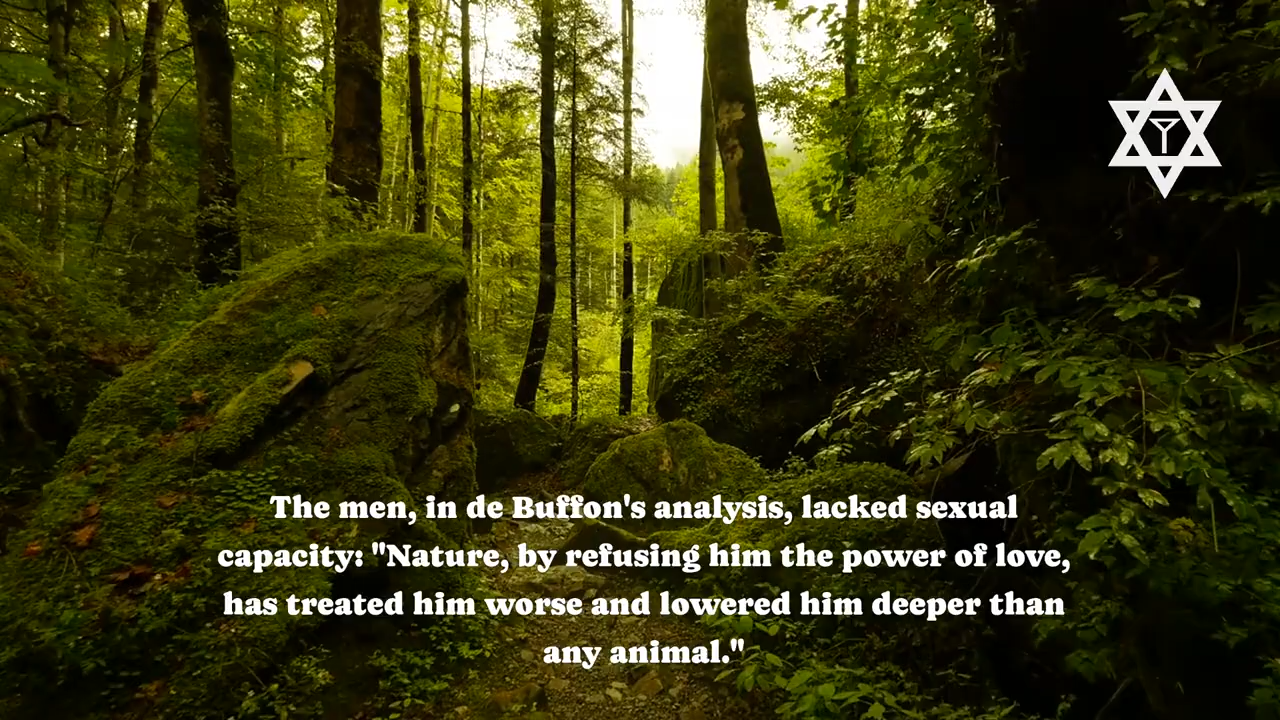 The men, in de Buffon's analysis, lacked sexual
capacity: "Nature, by refusing him the power of love,
has treated him worse and lowered him deeper than
any animal."